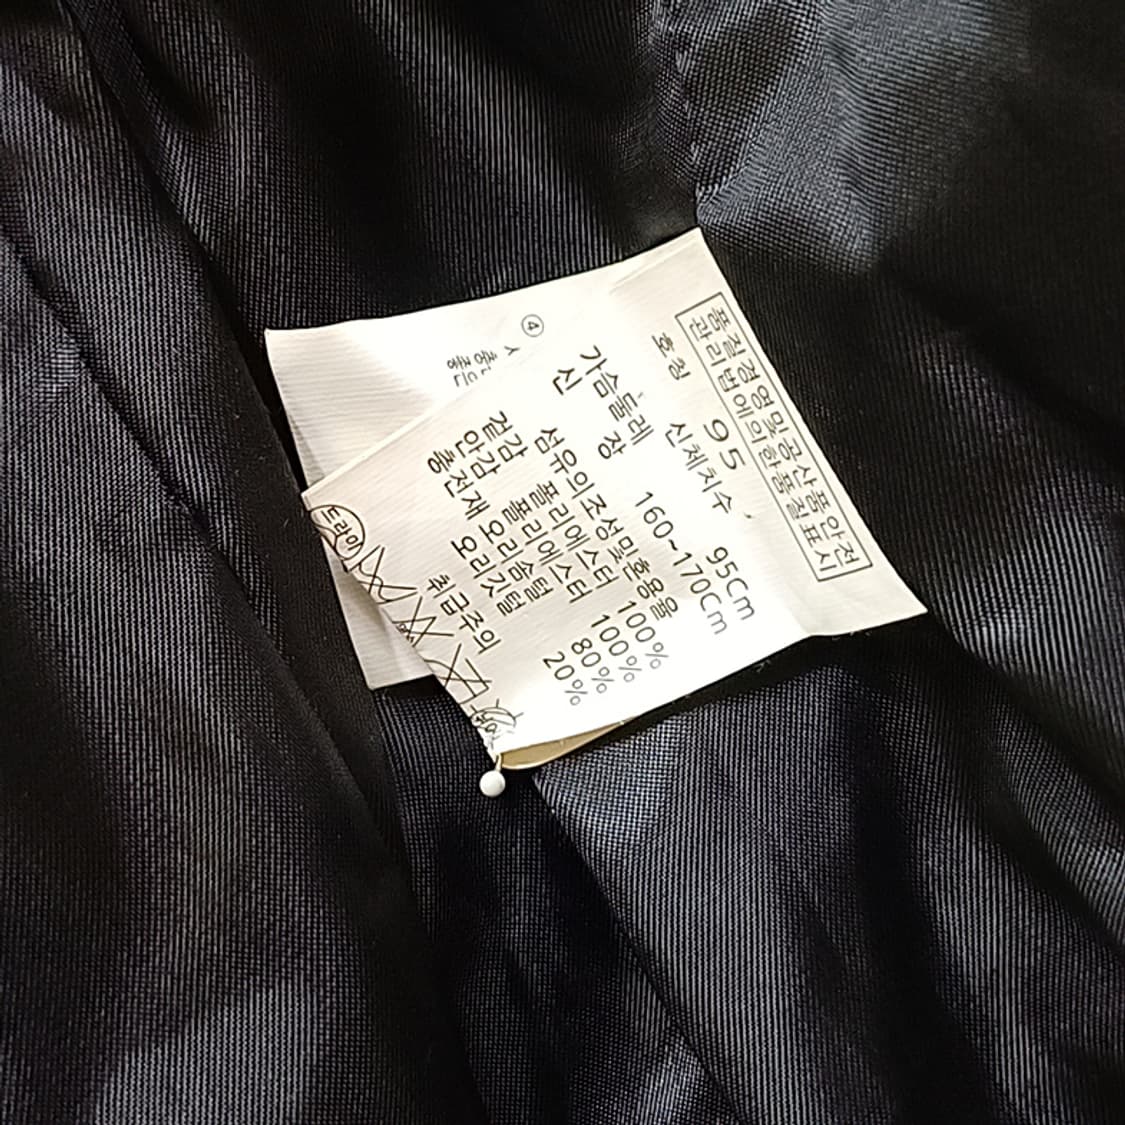 품질경영및공산품안전
관리법에의한품질표시
호칭 95
신체치수
가슴둘레 95Cm
신 장 160~170Cm
섬유의조성및혼용율
겉감 폴리에스터 100%
안감 폴리에스터 100%
충전재 오리솜털 80%
오리깃털 20%
취급주의
드라이
④